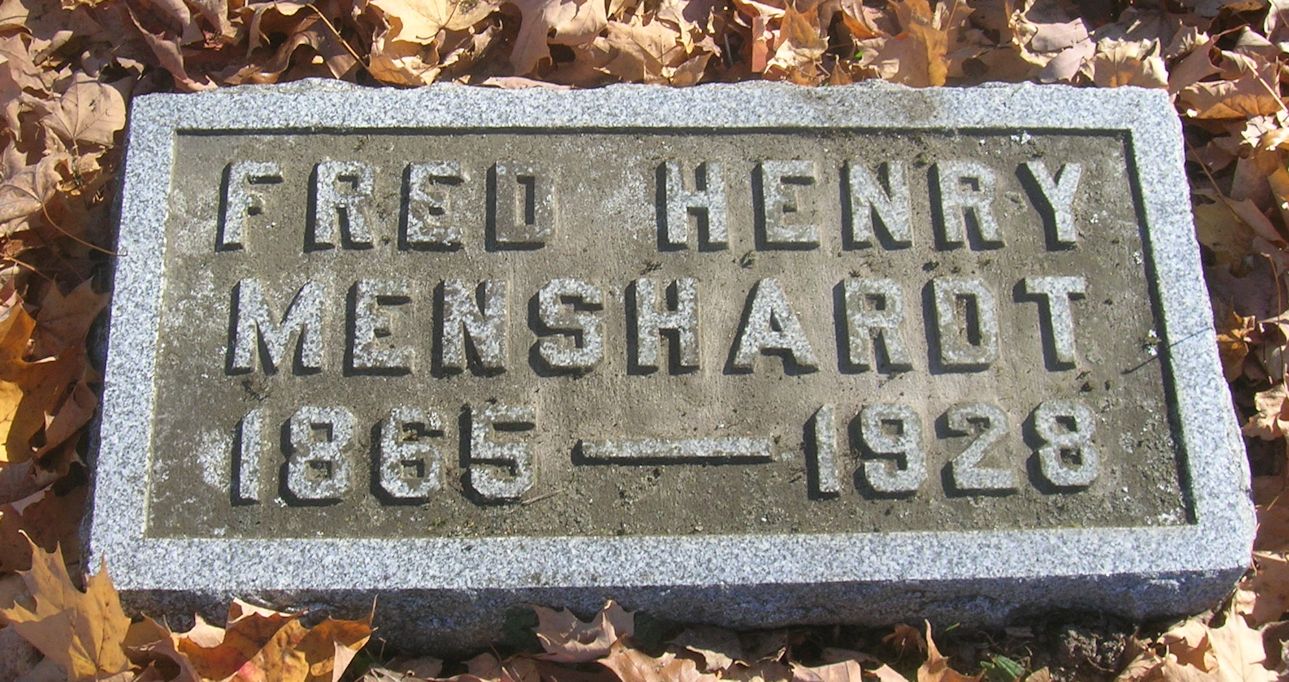 FRED HENRY
MENSHARDT
1865 — 1928